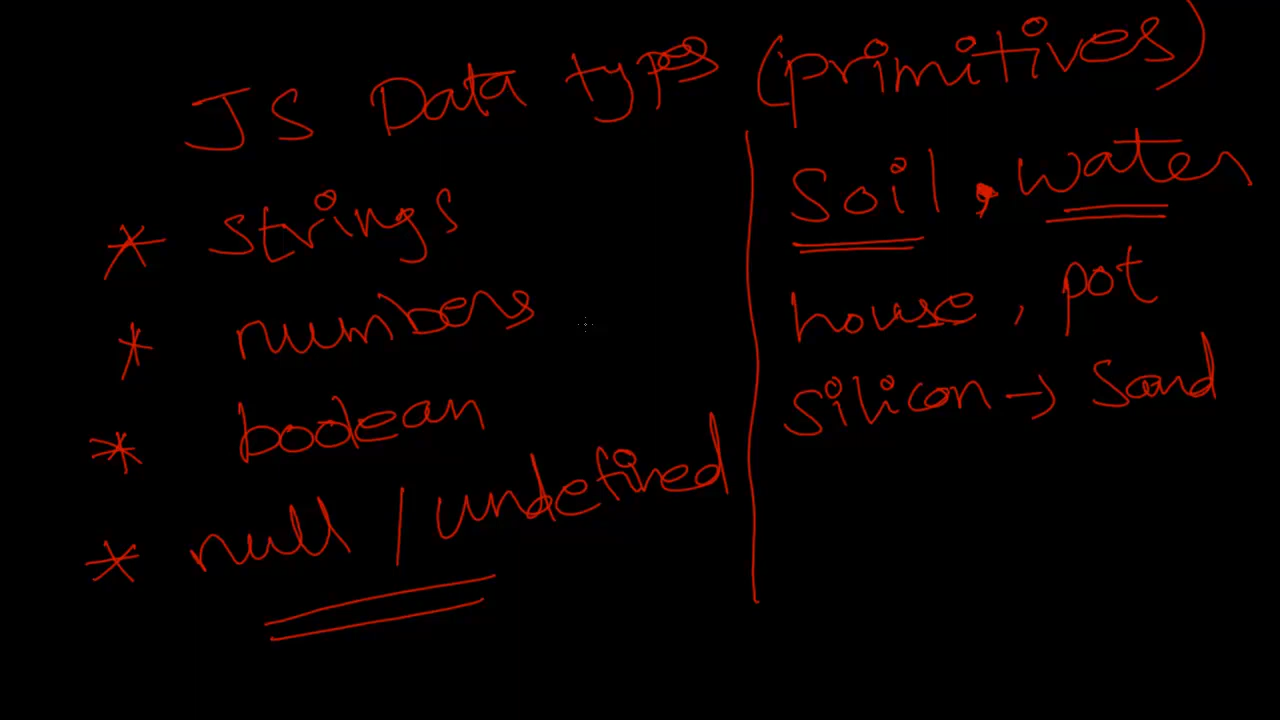 JS Data types (primitives)
* strings
* numbers
* boolean
* null / undefined
Soil, water
house, pot
silicon → Sand